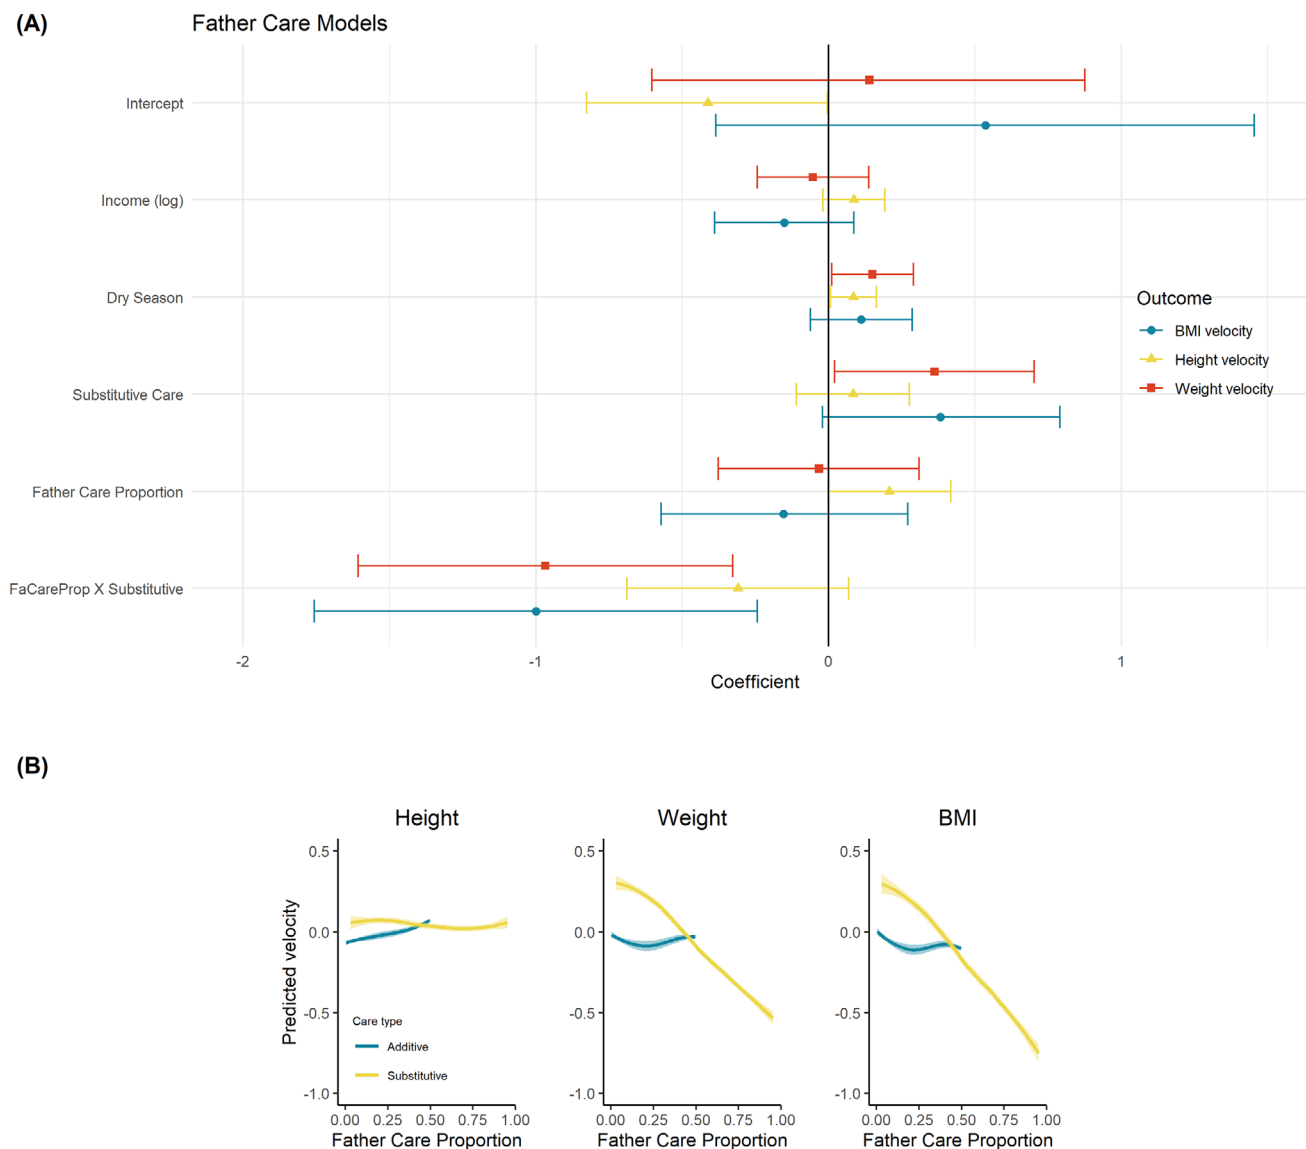 (A)
Father Care Models
Intercept
Income (log)
Dry Season
Substitutive Care
Father Care Proportion
FaCareProp X Substitutive
-2
-1
0
1
Coefficient
Outcome
BMI velocity
Height velocity
Weight velocity
(B)
Height
Weight
BMI
Predicted velocity
0.5
0.0
-0.5
-1.0
Care type
Additive
Substitutive
0.00 0.25 0.50 0.75 1.00
Father Care Proportion
0.5
0.0
-0.5
-1.0
0.00 0.25 0.50 0.75 1.00
Father Care Proportion
0.5
0.0
-0.5
-1.0
0.00 0.25 0.50 0.75 1.00
Father Care Proportion